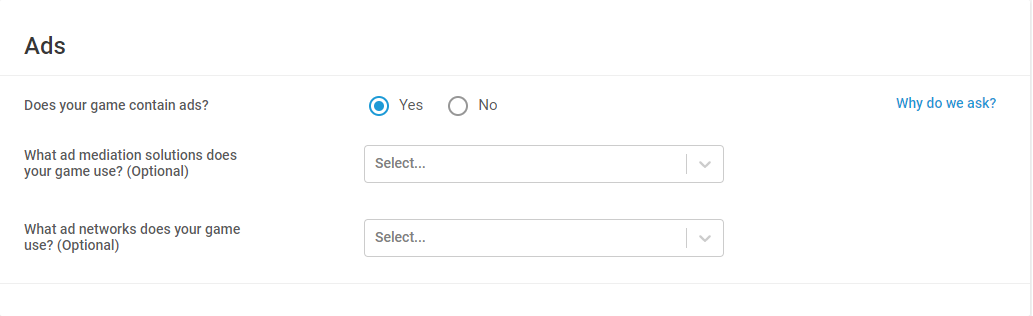 Ads
Does your game contain ads?
Yes
No
Why do we ask?
What ad mediation solutions does
your game use? (Optional)
Select...
What ad networks does your game
use? (Optional)
Select...